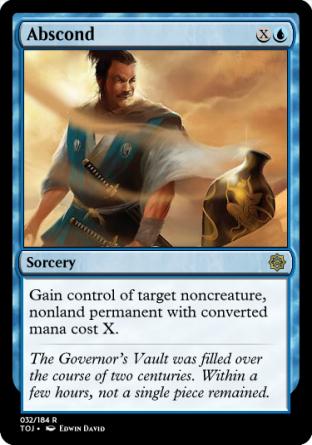 Abscond X
Sorcery
Gain control of target noncreature,
nonland permanent with converted
mana cost X.
The Governor's Vault was filled over
the course of two centuries. Within a
few hours, not a single piece remained.
032/184 R
TOJ • Edwin David